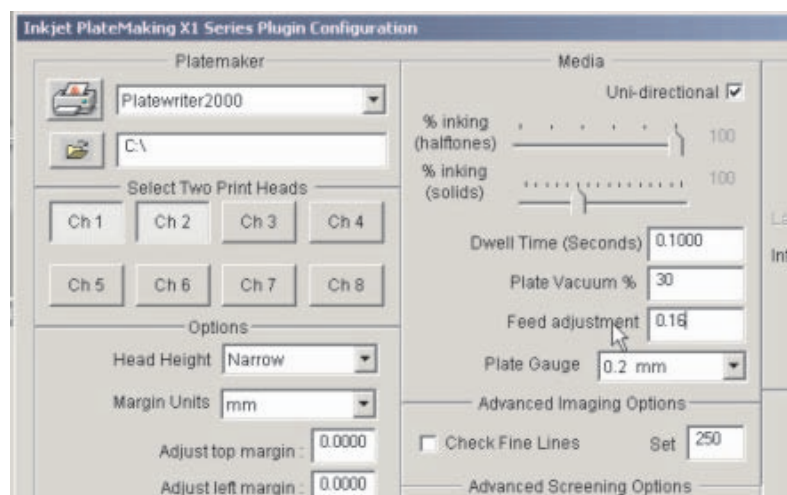 Inkjet PlateMaking X1 Series Plugin Configuration
Platemaker
Platewriter2000
C:\
Select Two Print Heads
Ch 1
Ch 2
Ch 3
Ch 4
Ch 5
Ch 6
Ch 7
Ch 8
Options
Head Height
Narrow
Margin Units
mm
Adjust top margin :
0.0000
Adjust left margin :
0.0000
Media
Uni-directional
% inking
(halftones)
100
% inking
(solids)
100
Dwell Time (Seconds)
0.1000
Plate Vacuum %
30
Feed adjustment
0.16
Plate Gauge
0.2 mm
Advanced Imaging Options
Check Fine Lines
Set
250
Advanced Screening Options